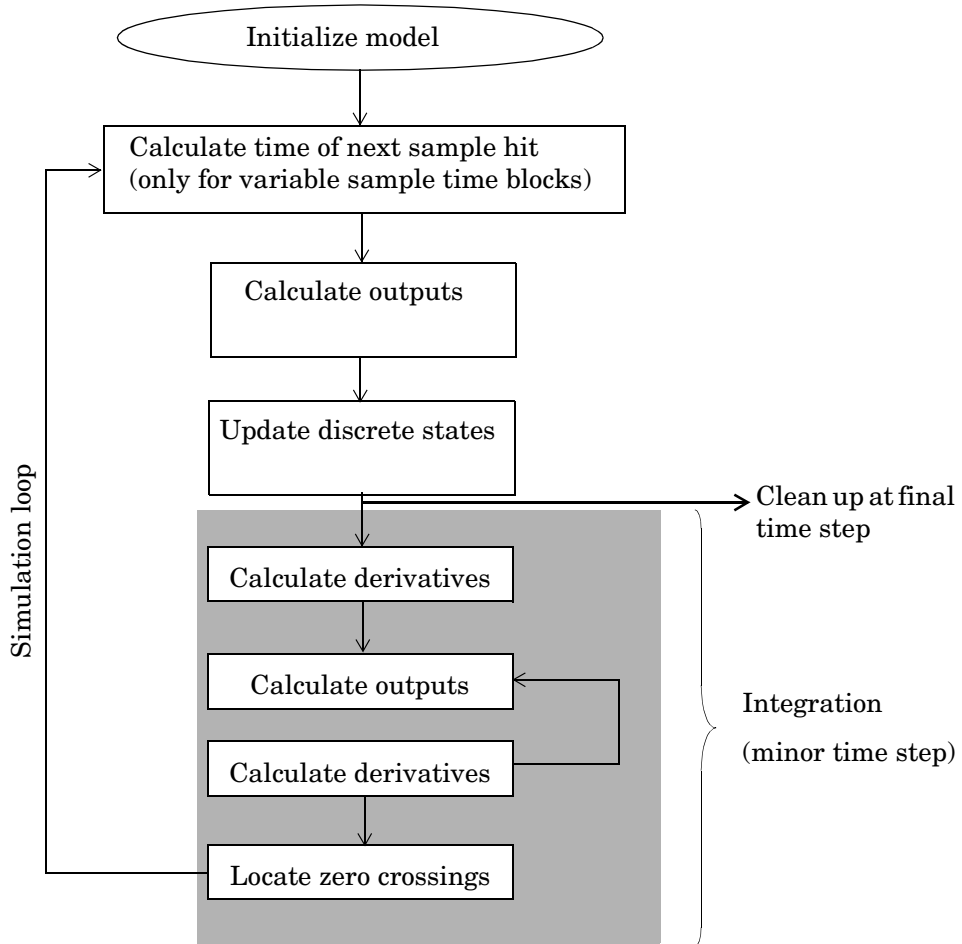 Initialize model
Calculate time of next sample hit
(only for variable sample time blocks)
Calculate outputs
Update discrete states
Clean up at final
time step
Calculate derivatives
Calculate outputs
Calculate derivatives
Locate zero crossings
Integration
(minor time step)
Simulation loop